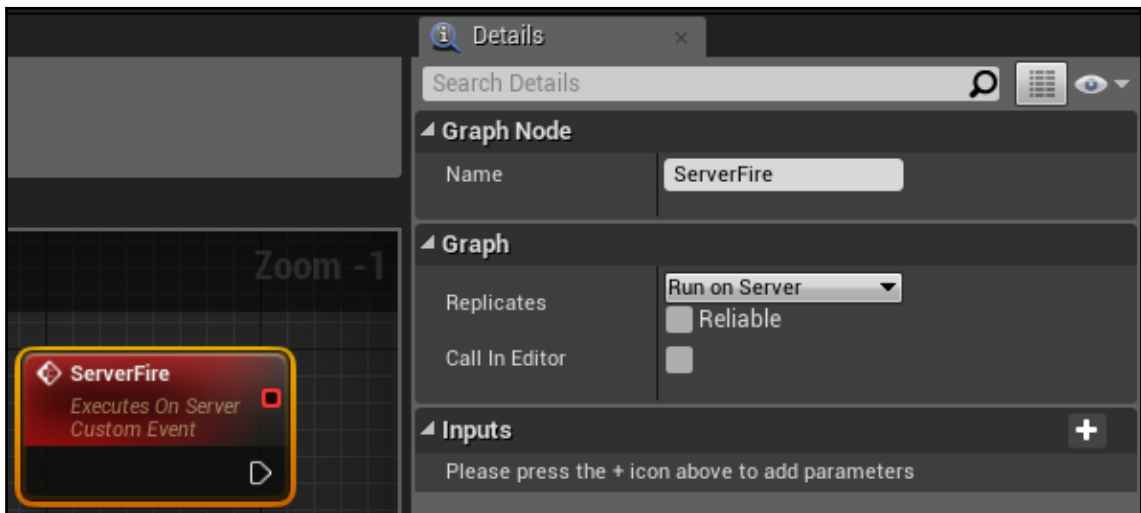 Details
Search Details
Graph Node
Name
ServerFire
Graph
Zoom -1
Replicates
Run on Server
Reliable
Call In Editor
ServerFire
Executes On Server
Custom Event
Inputs
Please press the + icon above to add parameters